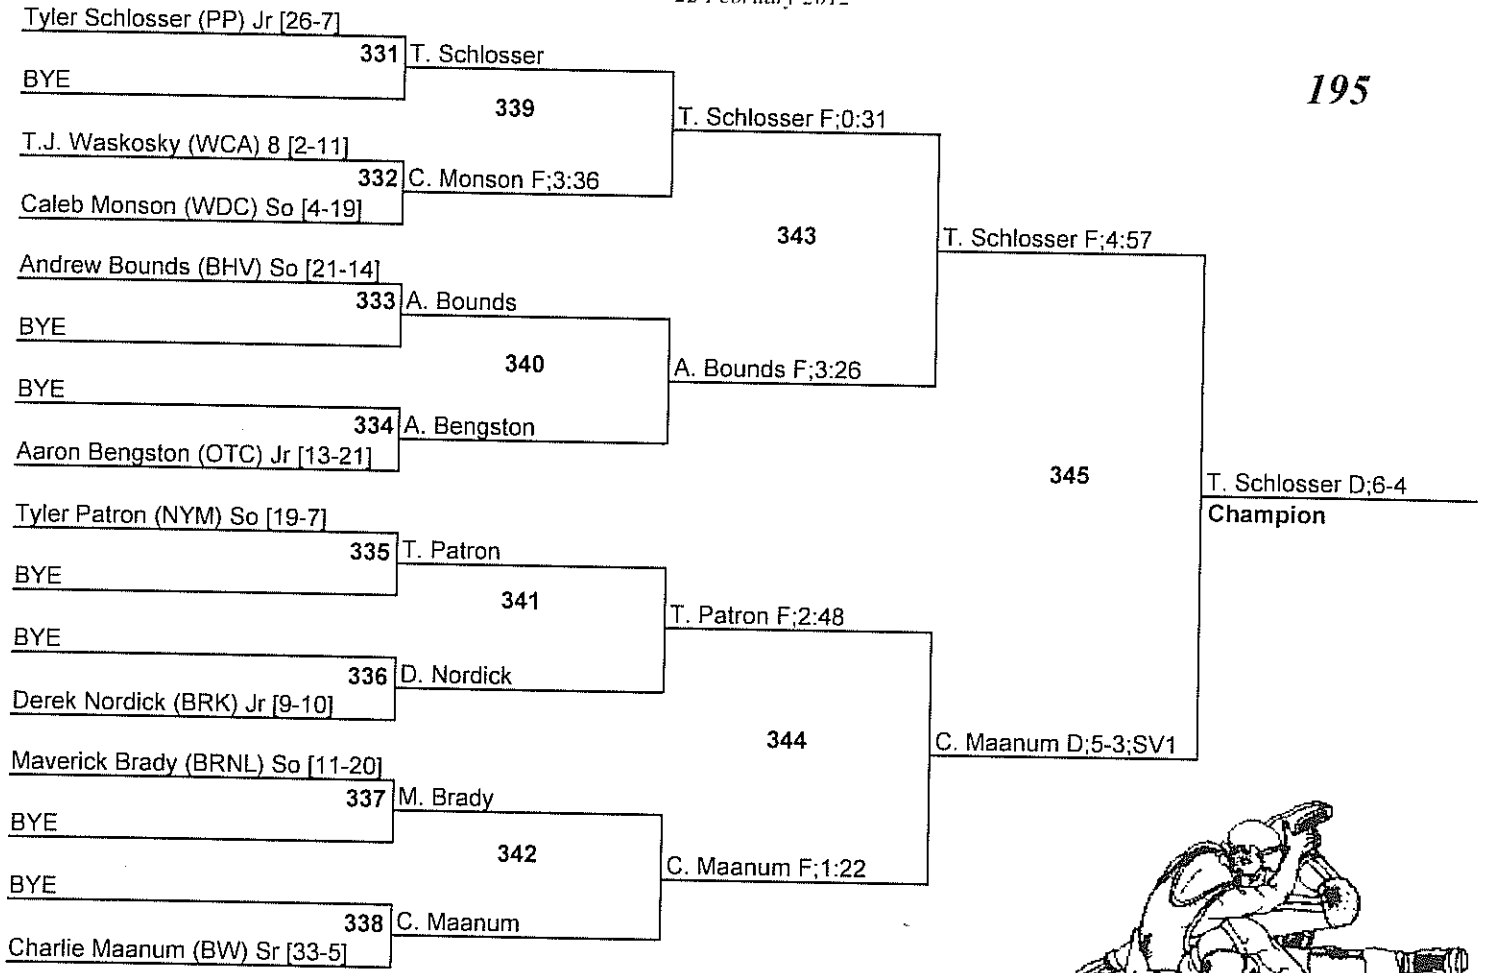 22 February 2012
195
Tyler Schlosser (PP) Jr [26-7]
331 T. Schlosser
BYE
339
T. Schlosser F;0:31
T.J. Waskosky (WCA) 8 [2-11]
332 C. Monson F;3:36
Caleb Monson (WDC) So [4-19]
343
T. Schlosser F;4:57
Andrew Bounds (BHV) So [21-14]
333 A. Bounds
BYE
340
A. Bounds F;3:26
BYE
334 A. Bengston
Aaron Bengston (OTC) Jr [13-21]
345
T. Schlosser D;6-4
Champion
Tyler Patron (NYM) So [19-7]
335 T. Patron
BYE
341
T. Patron F;2:48
BYE
336 D. Nordick
Derek Nordick (BRK) Jr [9-10]
344
C. Maanum D;5-3;SV1
Maverick Brady (BRNL) So [11-20]
337 M. Brady
BYE
342
C. Maanum F;1:22
BYE
338 C. Maanum
Charlie Maanum (BW) Sr [33-5]